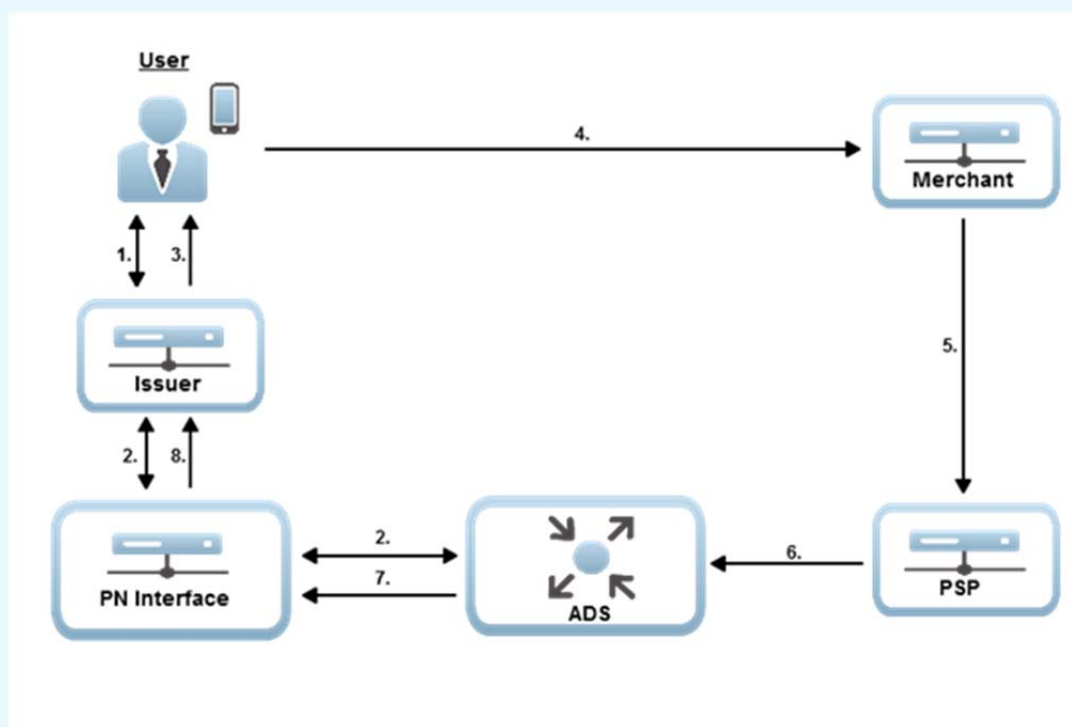 User
4.
Merchant
1.
3.
Issuer
5.
2.
8.
PN Interface
2.
7.
ADS
6.
PSP